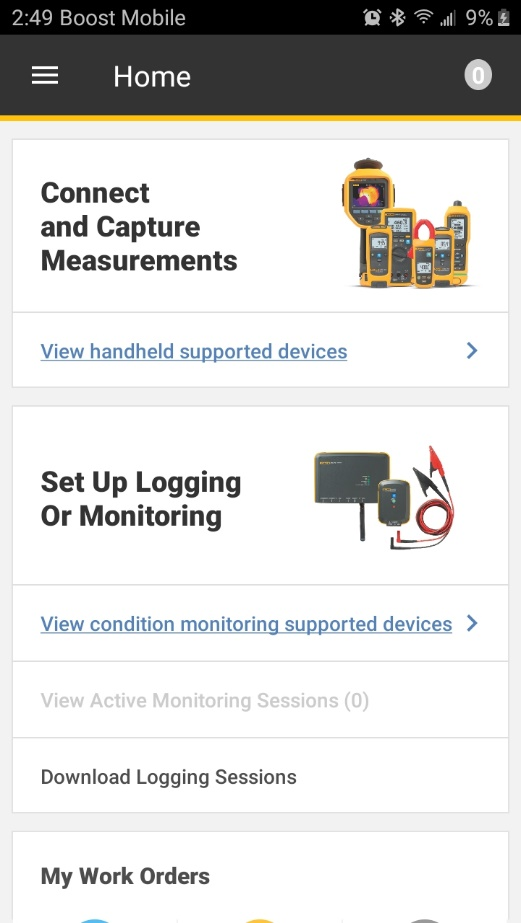 2:49 Boost Mobile 9%
Home 0
Connect
and Capture
Measurements
View handheld supported devices
Set Up Logging
Or Monitoring
View condition monitoring supported devices
View Active Monitoring Sessions (0)
Download Logging Sessions
My Work Orders